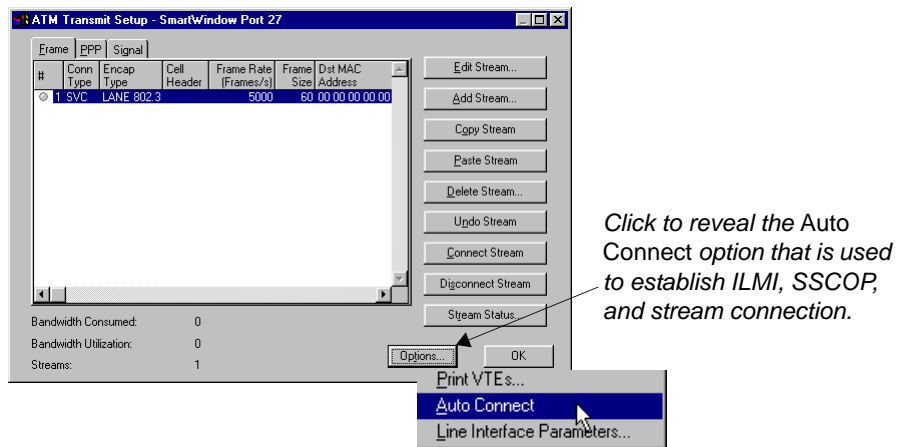 ATM Transmit Setup - SmartWindow Port 27
Frame PPP Signal
# Conn Type Encap Type Cell Header Frame Rate (Frames/s) Frame Size Dst MAC Address
1 SVC LANE 802.3 5000 60 00 00 00 00 00
Edit Stream...
Add Stream...
Copy Stream
Paste Stream
Delete Stream...
Undo Stream
Connect Stream
Disconnect Stream
Stream Status...
Bandwidth Consumed: 0
Bandwidth Utilization: 0
Streams: 1
Options... OK
Print VTEs...
Auto Connect
Line Interface Parameters...
Click to reveal the Auto
Connect option that is used
to establish ILMI, SSCOP,
and stream connection.